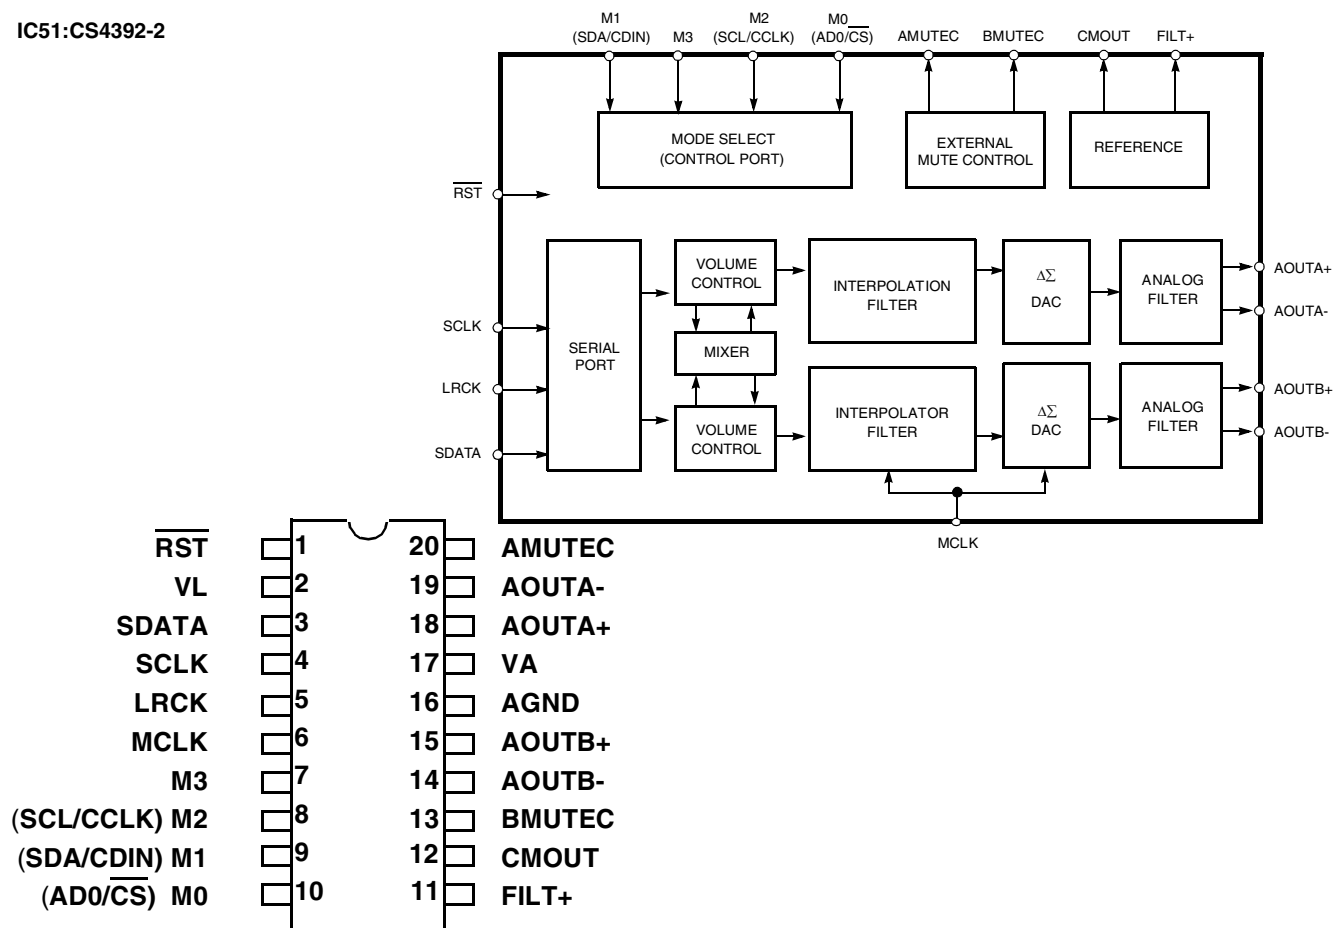 IC51:CS4392-2
M1
(SDA/CDIN)
M3
M2
(SCL/CCLK)
M0
(AD0/CS)
AMUTEC
BMUTEC
CMOUT
FILT+
MODE SELECT
(CONTROL PORT)
EXTERNAL
MUTE CONTROL
REFERENCE
RST
SCLK
LRCK
SDATA
SERIAL
PORT
VOLUME
CONTROL
MIXER
VOLUME
CONTROL
INTERPOLATION
FILTER
INTERPOLATOR
FILTER
ΔΣ
DAC
ΔΣ
DAC
ANALOG
FILTER
ANALOG
FILTER
AOUTA+
AOUTA-
AOUTB+
AOUTB-
MCLK
RST 1 20 AMUTEC
VL 2 19 AOUTA-
SDATA 3 18 AOUTA+
SCLK 4 17 VA
LRCK 5 16 AGND
MCLK 6 15 AOUTB+
M3 7 14 AOUTB-
(SCL/CCLK) M2 8 13 BMUTEC
(SDA/CDIN) M1 9 12 CMOUT
(AD0/CS) M0 10 11 FILT+